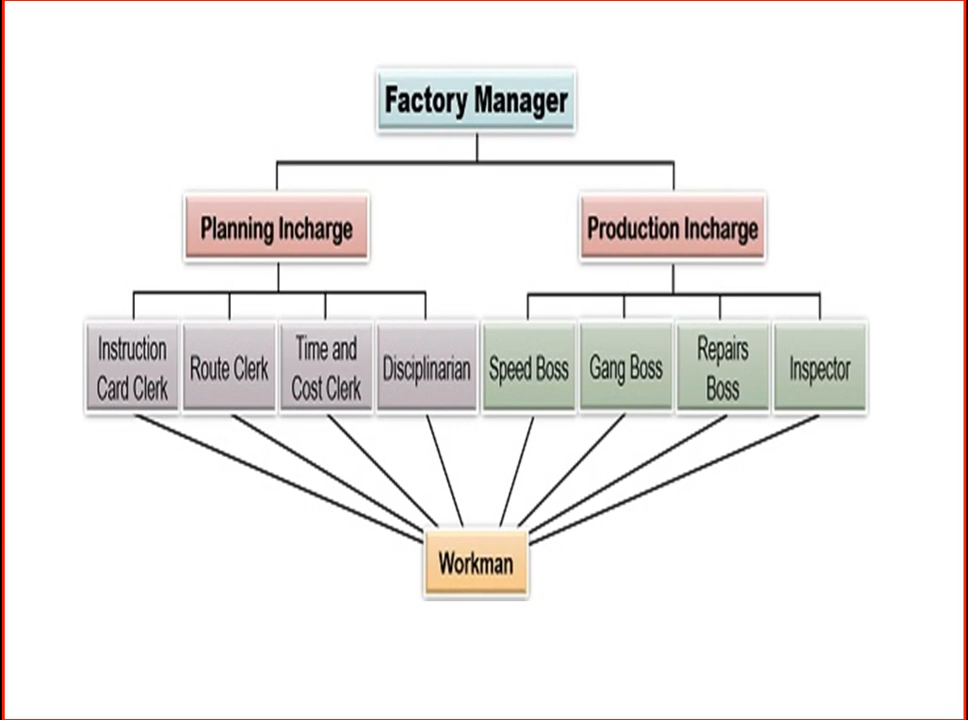 Factory Manager
Planning Incharge
Production Incharge
Instruction
Card Clerk
Route Clerk
Time and
Cost Clerk
Disciplinarian
Speed Boss
Gang Boss
Repairs
Boss
Inspector
Workman